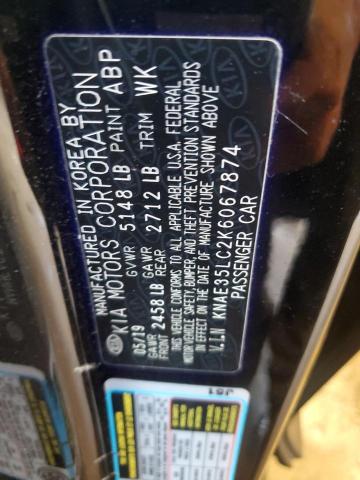 MANUFACTURED IN KOREA BY
KIA MOTORS CORPORATION
05/19 GVWR 5148 LB PAINT ABP
GAWR FRONT 2458 LB GAWR REAR 2712 LB TRIM WK
THIS VEHICLE CONFORMS TO ALL APPLICABLE U.S.A. FEDERAL
MOTOR VEHICLE SAFETY, BUMPER, AND THEFT PREVENTION STANDARDS
IN EFFECT ON THE DATE OF MANUFACTURE SHOWN ABOVE
V.I.N KNAE35LC2K6067874
PASSENGER CAR
J51